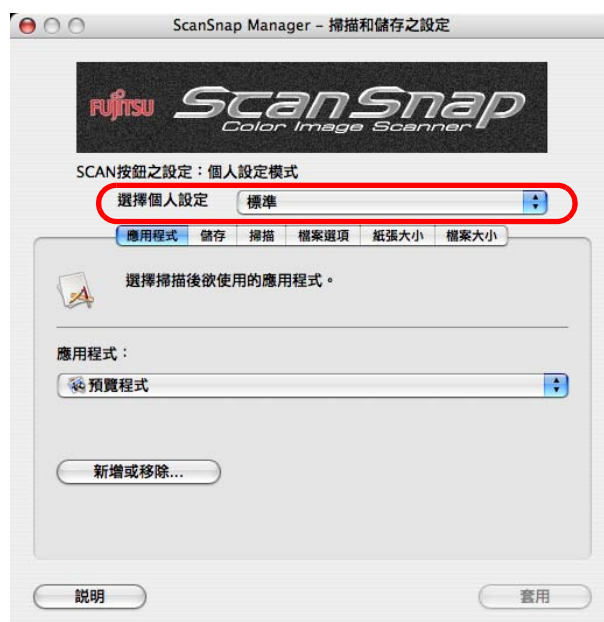 ScanSnap Manager – 掃描和儲存之設定
FUJITSU ScanSnap
Color Image Scanner
SCAN按鈕之設定：個人設定模式
選擇個人設定 標準
應用程式 儲存 掃描 檔案選項 紙張大小 檔案大小
選擇掃描後欲使用的應用程式。
應用程式：
預覽程式
新增或移除...
說明 套用